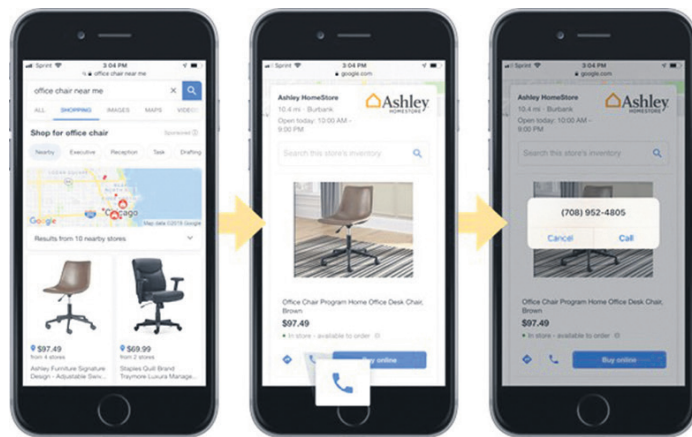 Sprint 3:04 PM
office chair near me
office chair near me
ALL SHOPPING IMAGES MAPS VIDEOS
Shop for office chair Sponsored
Nearby Executive Reception Task Drafting
Chicago
Google Map data ©2019 Google
Results from 10 nearby stores
$97.49 $69.99
from 4 stores from 2 stores
Ashley Furniture Signature Staples Quill Brand
Design - Adjustable Swiv... Traymore Luxura Manage...
Sprint 3:04 PM
google.com
Ashley HomeStore
10.4 mi · Burbank
Open today: 10:00 AM –
9:00 PM
Ashley
HOMESTORE
Search this store's inventory
Office Chair Program Home Office Desk Chair,
Brown
$97.49
• In store - available to order
Buy online
Sprint 3:04 PM
google.com
Ashley HomeStore
10.4 mi · Burbank
Open today: 10:00 AM –
9:00 PM
Ashley
HOMESTORE
Search this store's inventory
(708) 952-4805
Cancel Call
Office Chair Program Home Office Desk Chair,
Brown
$97.49
• In store - available to order
Buy online